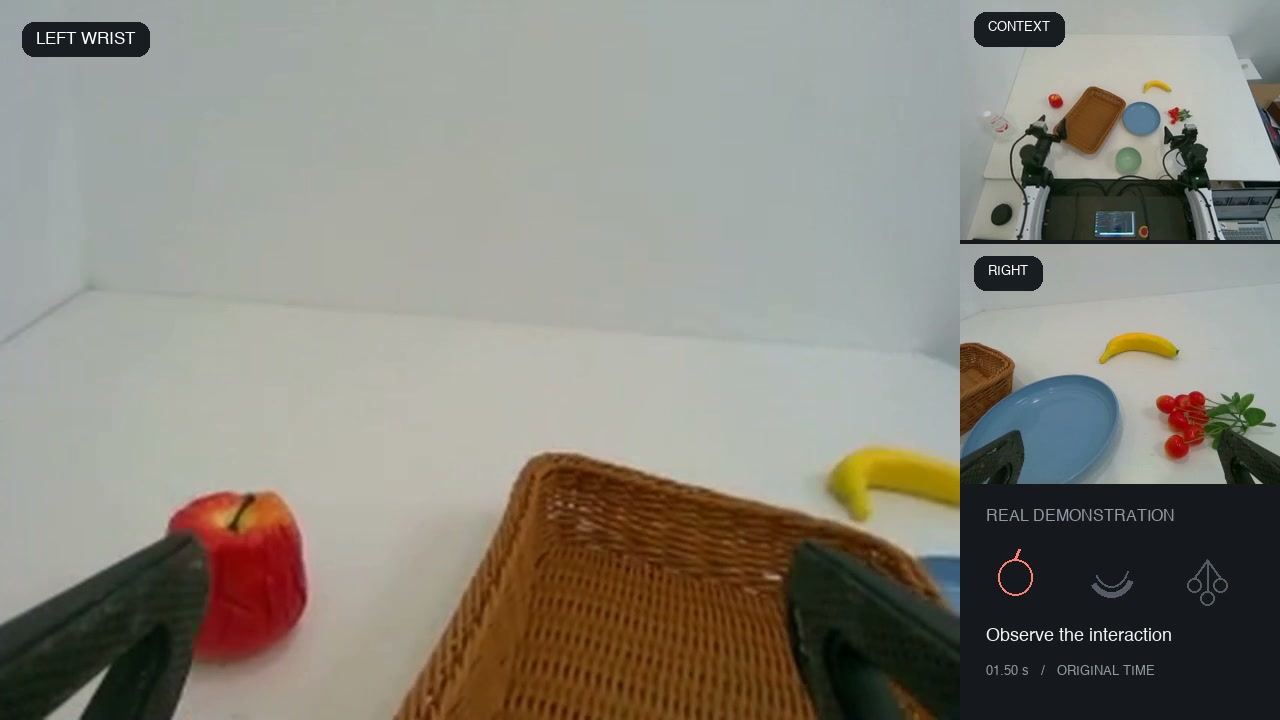 LEFT WRIST
CONTEXT
RIGHT
REAL DEMONSTRATION
Observe the interaction
01.50 s / ORIGINAL TIME